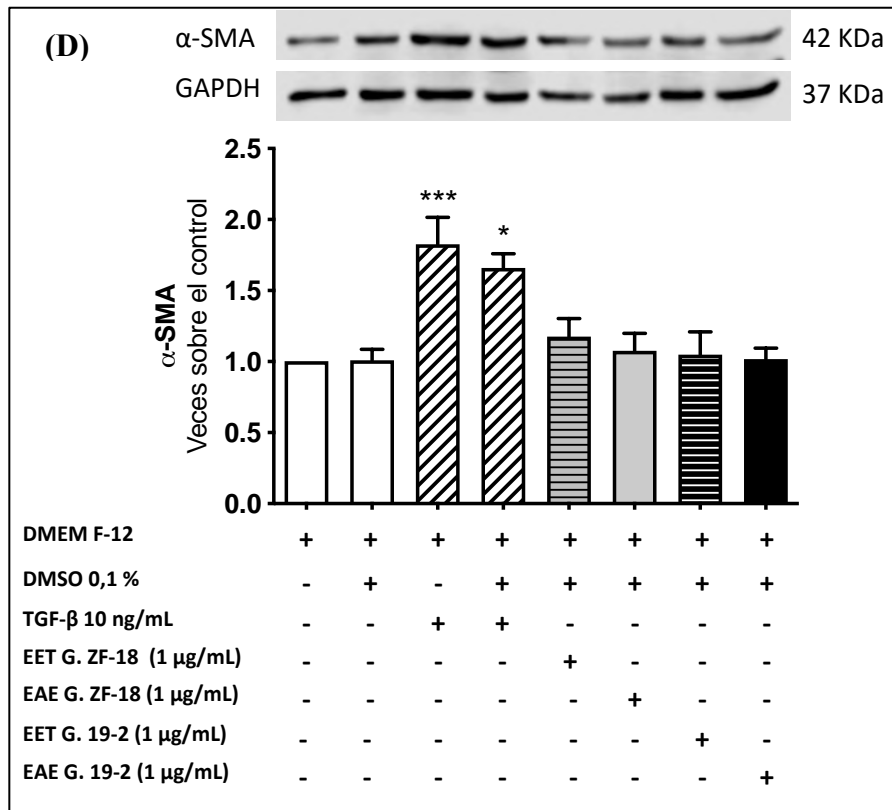 (D)
α-SMA 42 KDa
GAPDH 37 KDa
α-SMA
Veces sobre el control
2.5
2.0
1.5
1.0
0.5
0.0
***
*
DMEM F-12 + + + + + + + +
DMSO 0,1 % - + - + + + + +
TGF-β 10 ng/mL - - + + - - - -
EET G. ZF-18 (1 µg/mL) - - - - + - - -
EAE G. ZF-18 (1 µg/mL) - - - - - + - -
EET G. 19-2 (1 µg/mL) - - - - - - + -
EAE G. 19-2 (1 µg/mL) - - - - - - - +